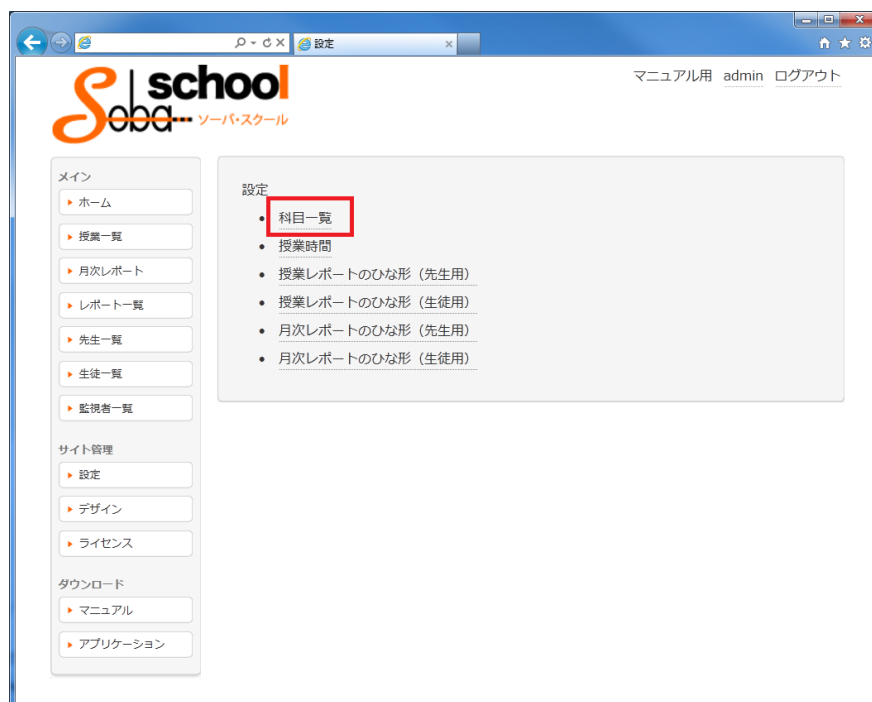 設定
マニュアル用 admin ログアウト
school
Soba
ソーバ・スクール
メイン
ホーム
授業一覧
月次レポート
レポート一覧
先生一覧
生徒一覧
監視者一覧
サイト管理
設定
デザイン
ライセンス
ダウンロード
マニュアル
アプリケーション
設定
科目一覧
授業時間
授業レポートのひな形（先生用）
授業レポートのひな形（生徒用）
月次レポートのひな形（先生用）
月次レポートのひな形（生徒用）